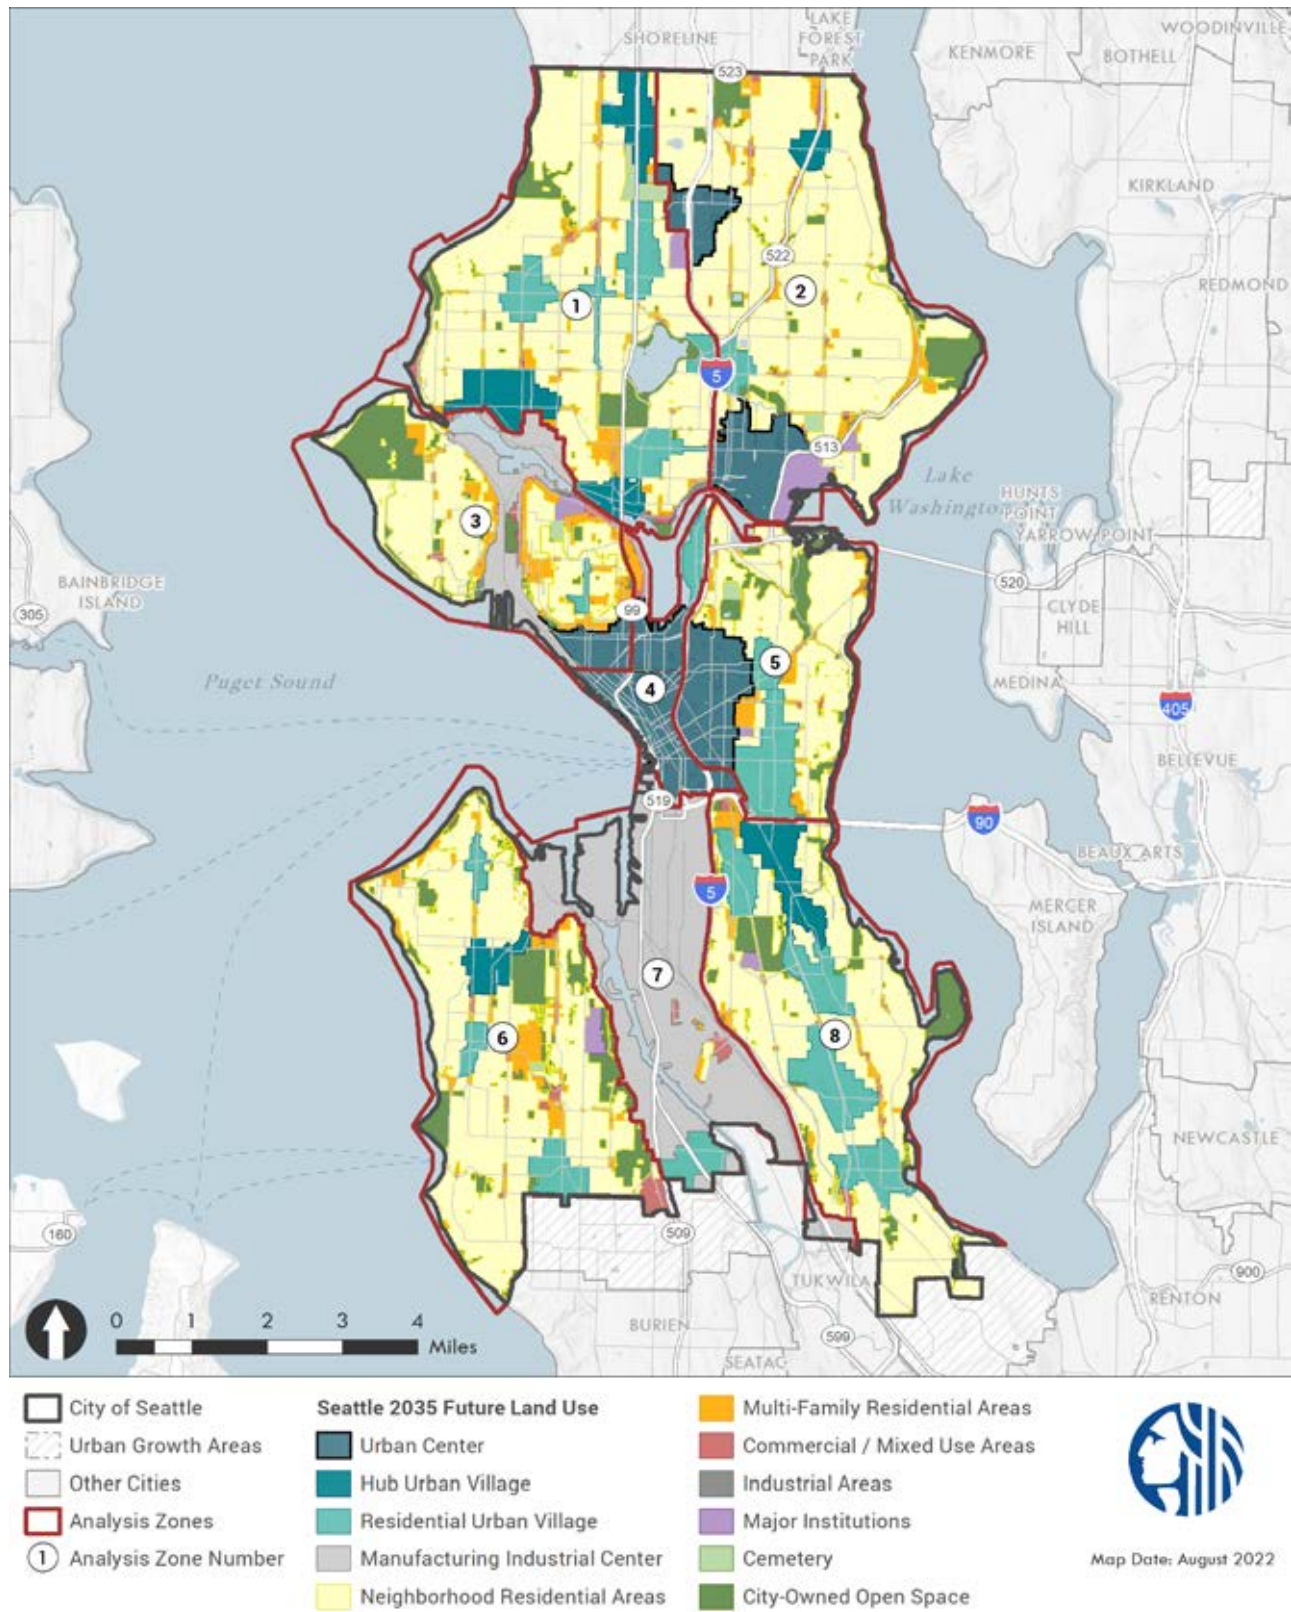 SHORELINE
LAKE
FOREST
PARK
KENMORE
BOTHELL
WOODINVILLE
523
KIRKLAND
522
REDMOND
1
2
5
513
Lake
Washington
HUNTS
POINT
YARROW POINT
3
520
BAINBRIDGE
ISLAND
305
99
CLYDE
HILL
Puget Sound
4
5
MEDINA
405
BELLEVUE
519
90
BEAUX ARTS
5
MERCER
ISLAND
7
6
8
NEWCASTLE
160
509
TUKWILA
900
RENTON
BURIEN
599
SEATAC
0 1 2 3 4
Miles
City of Seattle
Urban Growth Areas
Other Cities
Analysis Zones
1 Analysis Zone Number
Seattle 2035 Future Land Use
Urban Center
Hub Urban Village
Residential Urban Village
Manufacturing Industrial Center
Neighborhood Residential Areas
Multi-Family Residential Areas
Commercial / Mixed Use Areas
Industrial Areas
Major Institutions
Cemetery
City-Owned Open Space
Map Date: August 2022